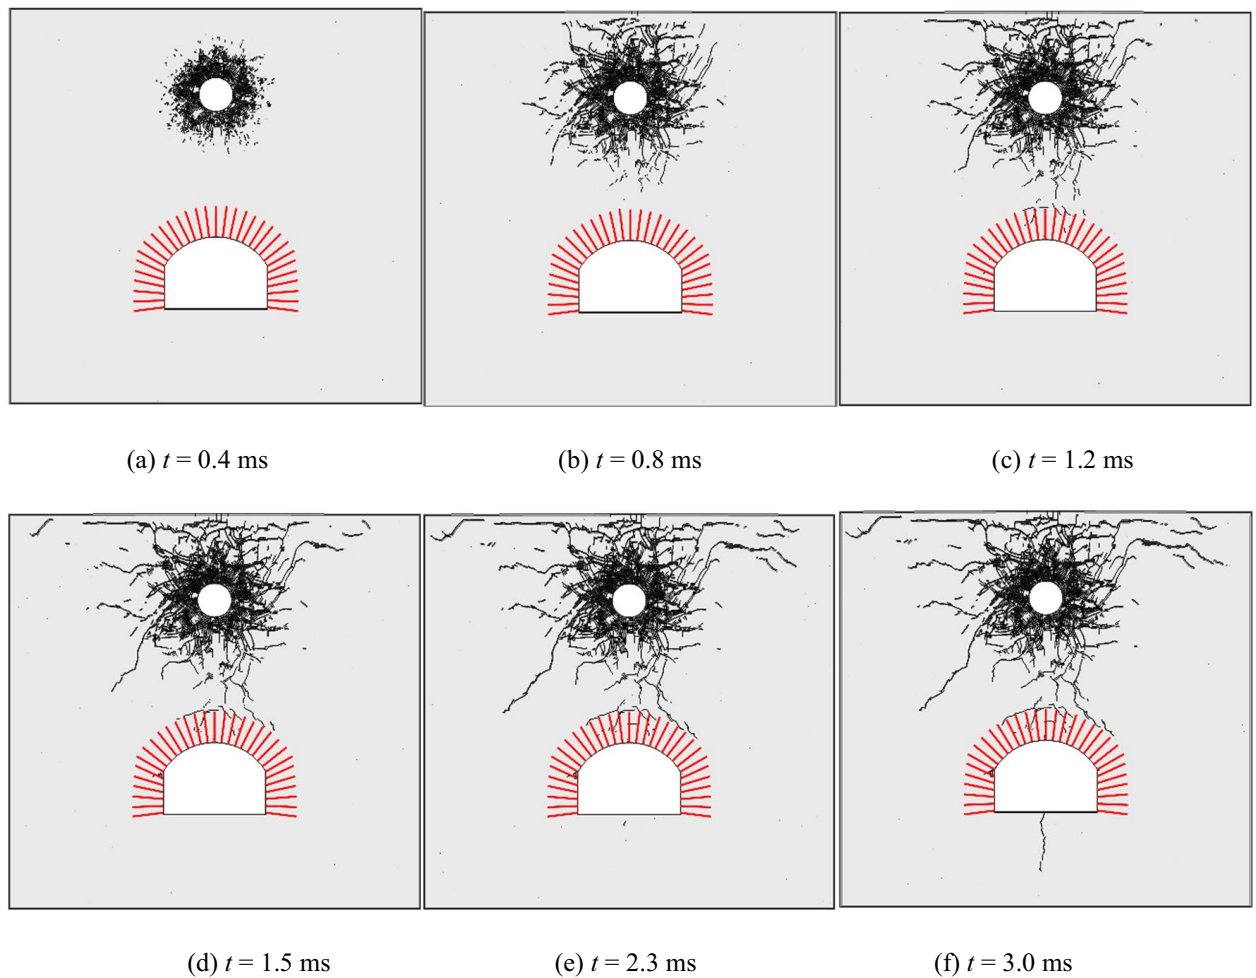 (a) t = 0.4 ms (b) t = 0.8 ms (c) t = 1.2 ms
(d) t = 1.5 ms (e) t = 2.3 ms (f) t = 3.0 ms